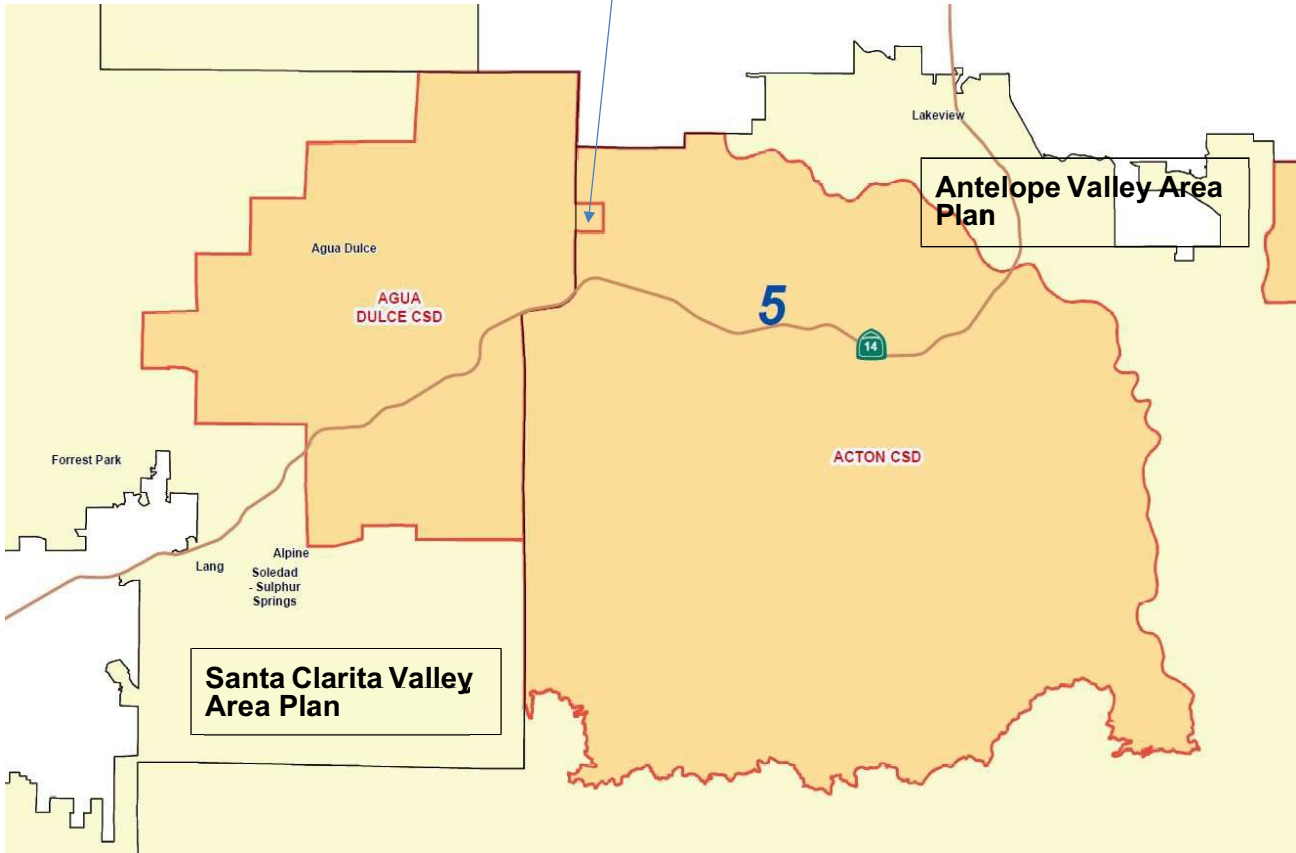 Lakeview
Antelope Valley Area
Plan
Agua Dulce
AGUA
DULCE CSD
5
14
ACTON CSD
Forrest Park
Lang
Alpine
Soledad
- Sulphur
Springs
Santa Clarita Valley
Area Plan